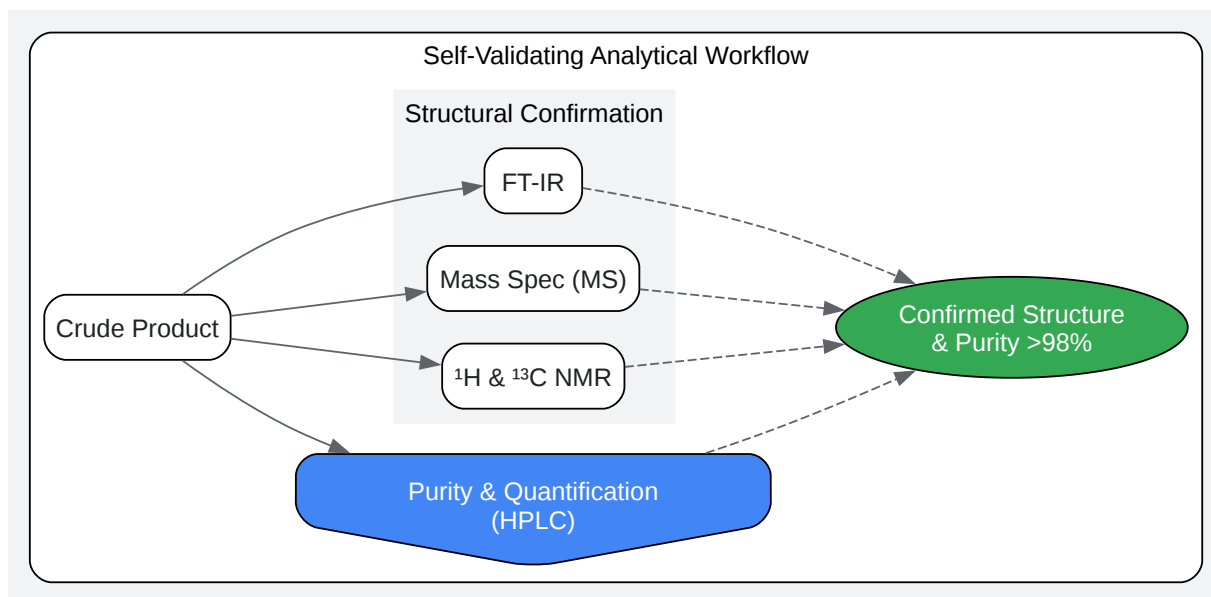 Self-Validating Analytical Workflow
Structural Confirmation
FT-IR
Mass Spec (MS)
Crude Product
¹H & ¹³C NMR
Confirmed Structure
& Purity >98%
Purity & Quantification
(HPLC)